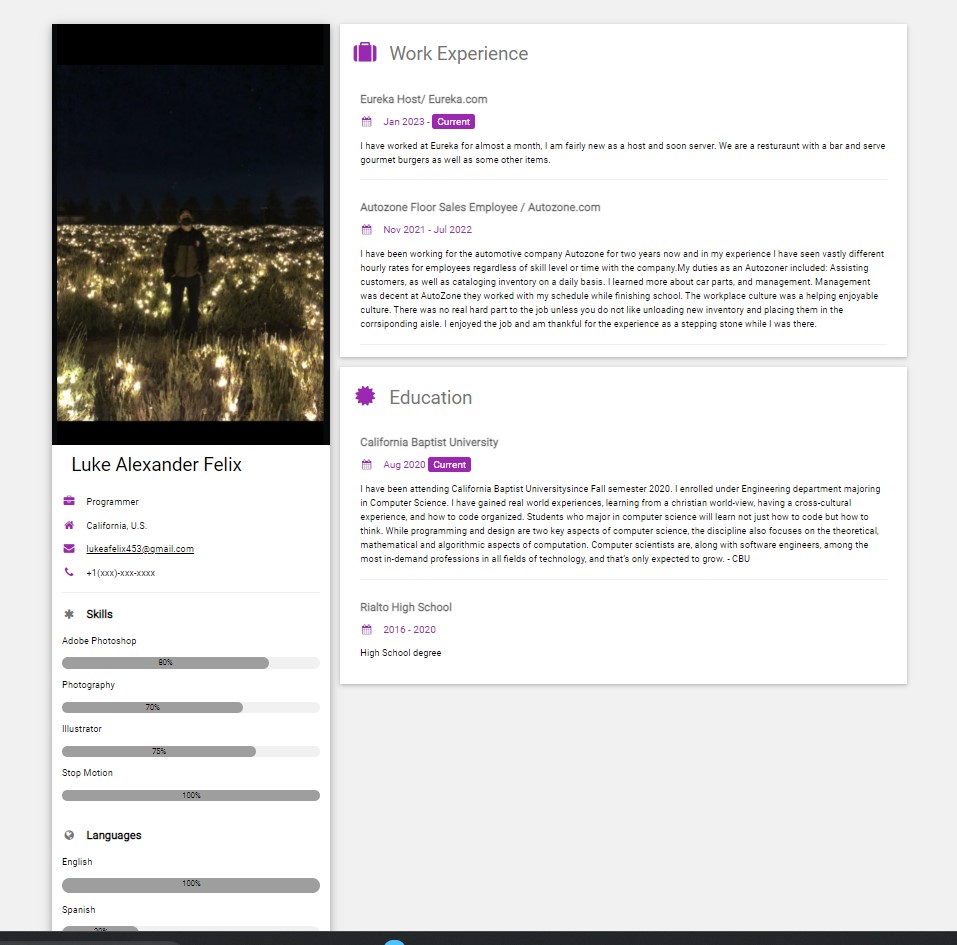 Luke Alexander Felix
Programmer
California, U.S.
lukeafelix453@gmail.com
+1(xxx)-xxx-xxxx
Skills
Adobe Photoshop
80%
Photography
70%
Illustrator
75%
Stop Motion
100%
Languages
English
100%
Spanish
Work Experience
Eureka Host/ Eureka.com
Jan 2023 - Current
I have worked at Eureka for almost a month, I am fairly new as a host and soon server. We are a resturaunt with a bar and serve
gourmet burgers as well as some other items.
Autozone Floor Sales Employee / Autozone.com
Nov 2021 - Jul 2022
I have been working for the automotive company Autozone for two years now and in my experience I have seen vastly different
hourly rates for employees regardless of skill level or time with the company.My duties as an Autozoner included: Assisting
customers, as well as cataloging inventory on a daily basis. I learned more about car parts, and management. Management
was decent at AutoZone they worked with my schedule while finishing school. The workplace culture was a helping enjoyable
culture. There was no real hard part to the job unless you do not like unloading new inventory and placing them in the
corrsiponding aisle. I enjoyed the job and am thankful for the experience as a stepping stone while I was there.
Education
California Baptist University
Aug 2020 Current
I have been attending California Baptist Universitysince Fall semester 2020. I enrolled under Engineering department majoring
in Computer Science. I have gained real world experiences, learning from a christian world-view, having a cross-cultural
experience, and how to code organized. Students who major in computer science will learn not just how to code but how to
think. While programming and design are two key aspects of computer science, the discipline also focuses on the theoretical,
mathematical and algorithmic aspects of computation. Computer scientists are, along with software engineers, among the
most in-demand professions in all fields of technology, and that's only expected to grow. - CBU
Rialto High School
2016 - 2020
High School degree